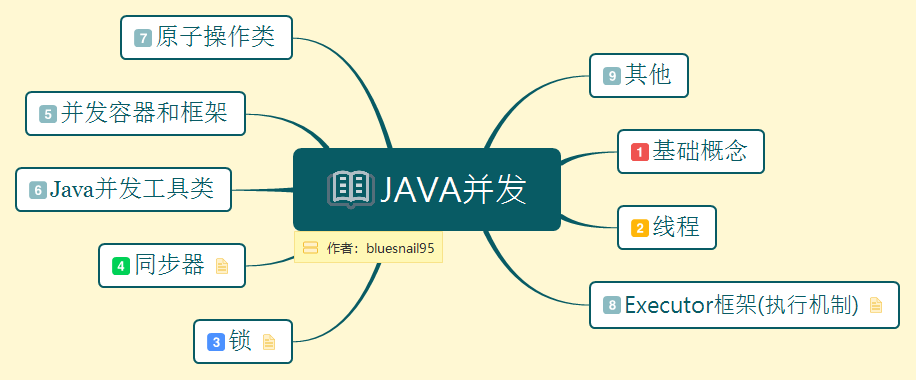 7 原子操作类
9 其他
5 并发容器和框架
1 基础概念
JAVA并发
6 Java并发工具类
2 线程
作者：bluesnail95
4 同步器
8 Executor框架(执行机制)
3 锁